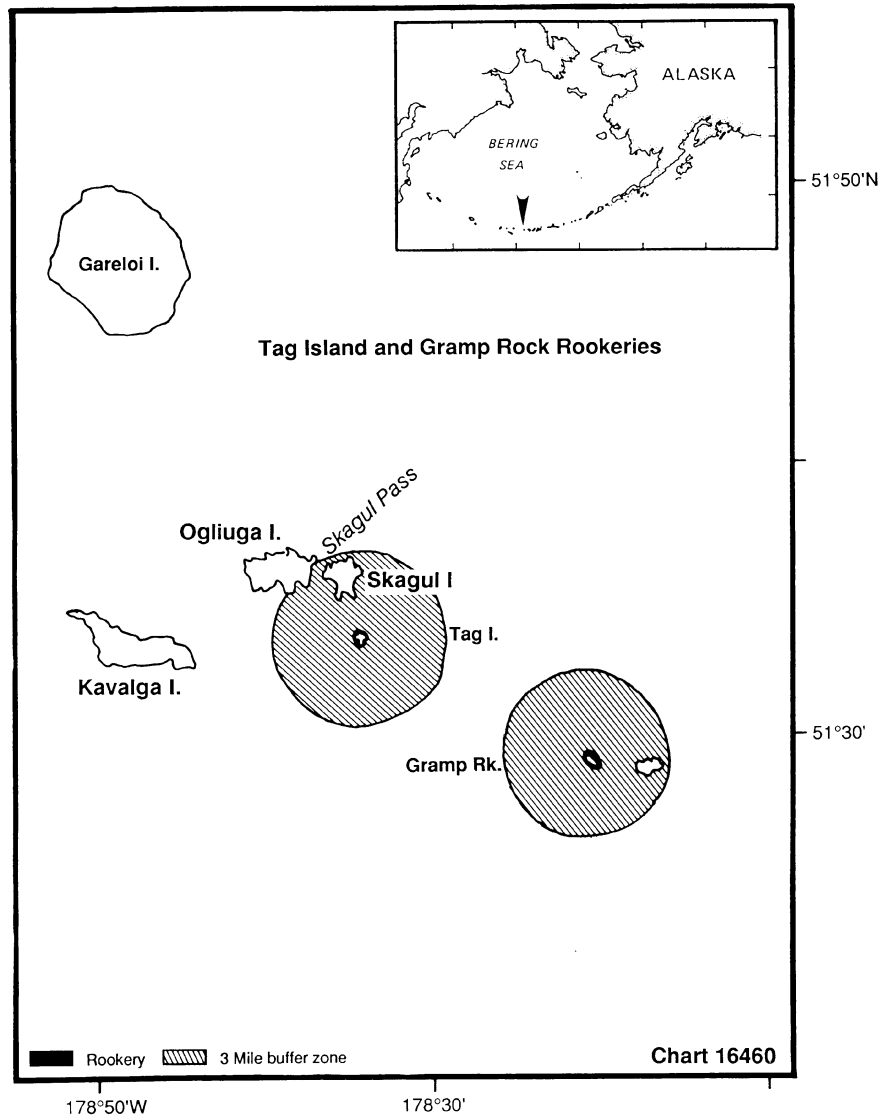 ALASKA
BERING
SEA
51°50'N
Gareloi I.
Tag Island and Gramp Rock Rookeries
Skagul Pass
Ogliuga I.
Skagul I
Tag I.
Kavalga I.
51°30'
Gramp Rk.
Rookery 3 Mile buffer zone Chart 16460
178°50'W 178°30'